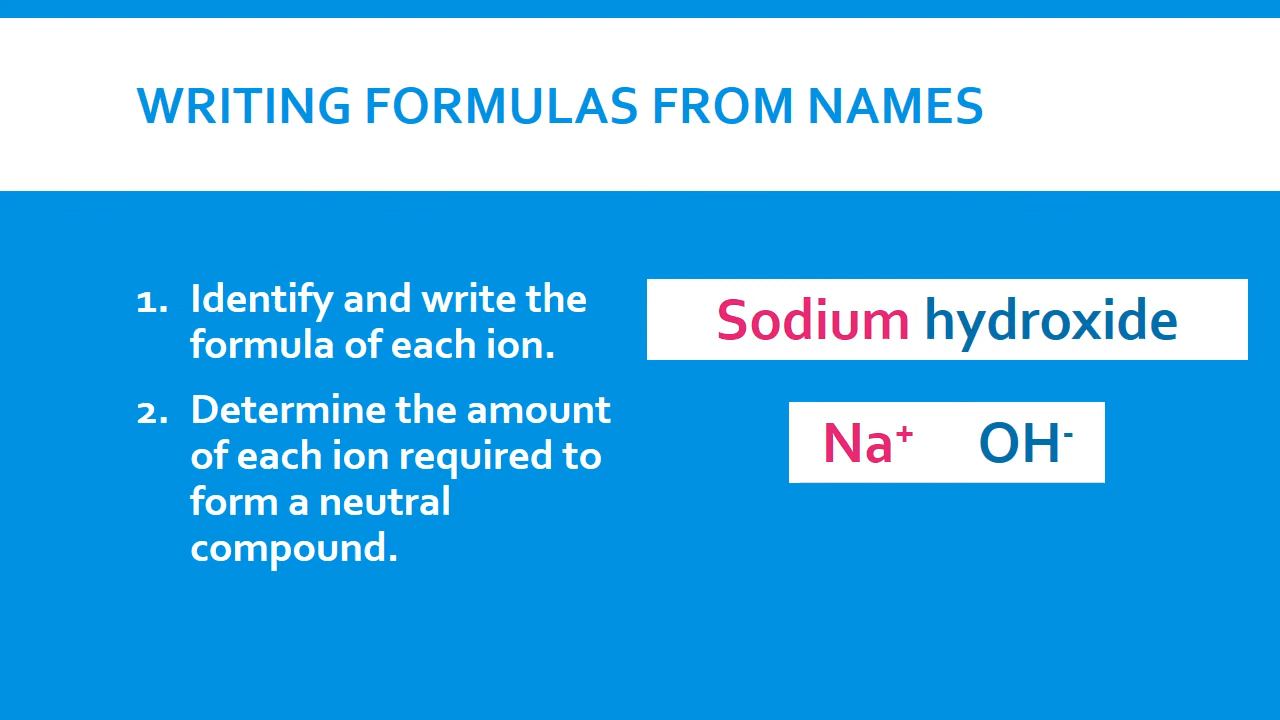 WRITING FORMULAS FROM NAMES
1. Identify and write the
formula of each ion.
2. Determine the amount
of each ion required to
form a neutral
compound.
Sodium hydroxide
Na⁺ OH⁻